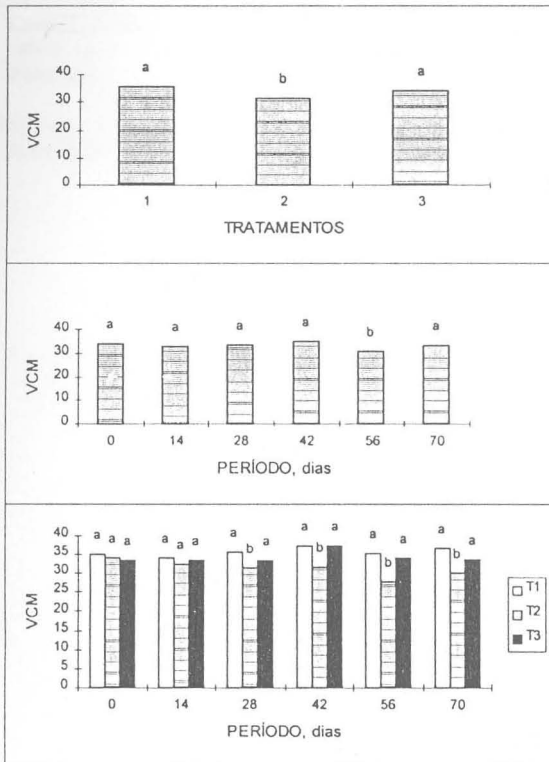 a b a
40
30
20
10
0
VCM
1 2 3
TRATAMENTOS
a a a a b a
40
30
20
10
0
VCM
0 14 28 42 56 70
PERÍODO, dias
a a a a a a a b a a b a a b a a b a
40
35
30
25
20
15
10
5
0
VCM
T1
T2
T3
0 14 28 42 56 70
PERÍODO, dias